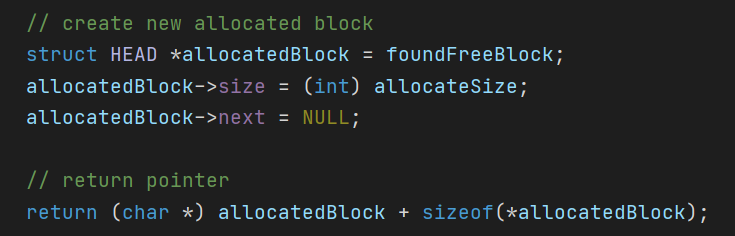 // create new allocated block
struct HEAD *allocatedBlock = foundFreeBlock;
allocatedBlock->size = (int) allocateSize;
allocatedBlock->next = NULL;
// return pointer
return (char *) allocatedBlock + sizeof(*allocatedBlock);